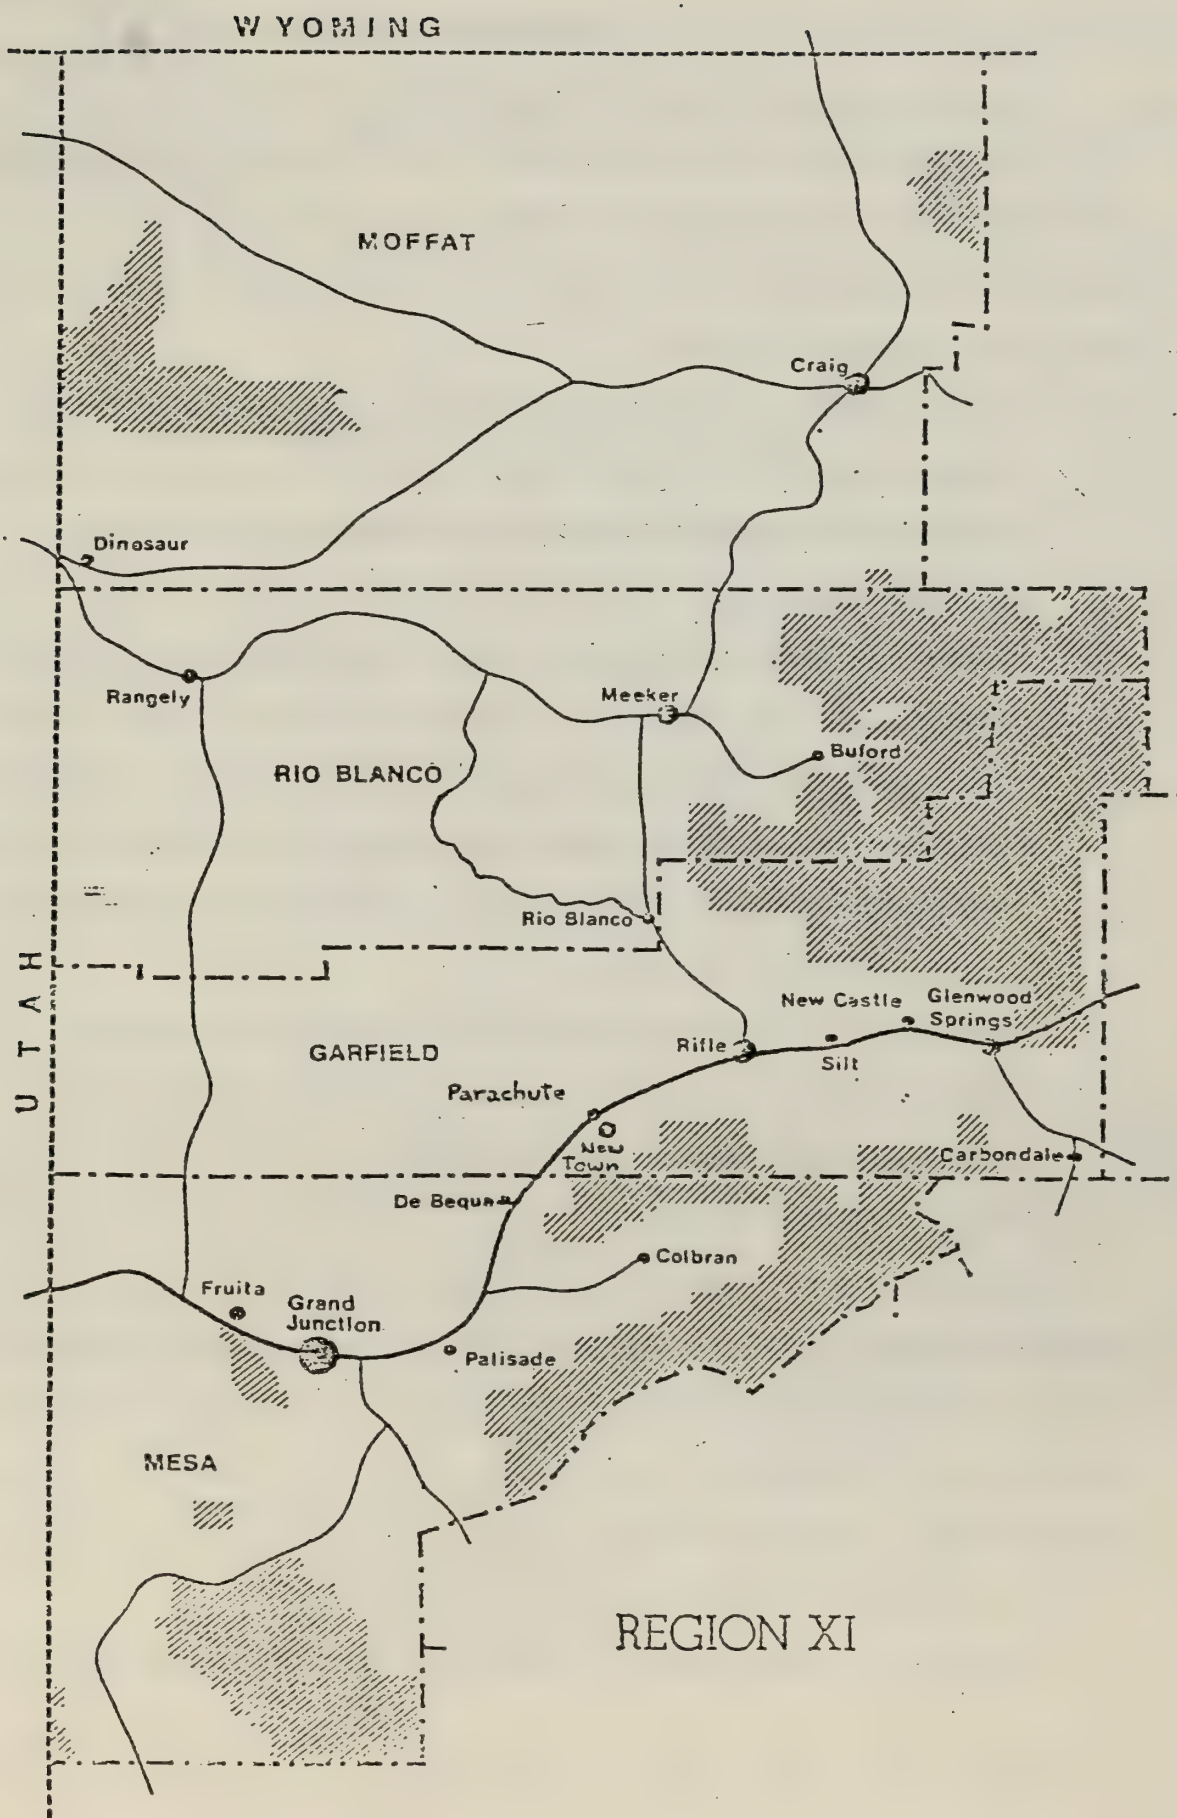 WYOMING
MOFFAT
Craig
Dinosaur
Rangely
Meeker
Buford
RIO BLANCO
Rio Blanco
UTAH
New Castle
Glenwood
Springs
GARFIELD
Rifle
Silt
Parachute
New
Town
Carbondale
De Beque
Colbran
Fruita
Grand
Junction
Palisade
MESA
REGION XI